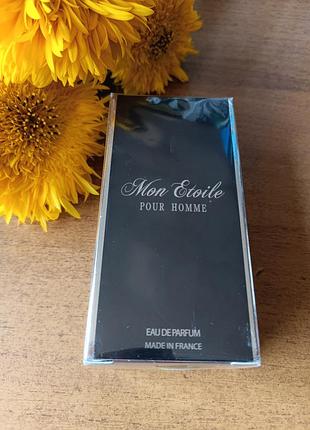 Mon Etoile
POUR HOMME
EAU DE PARFUM
MADE IN FRANCE